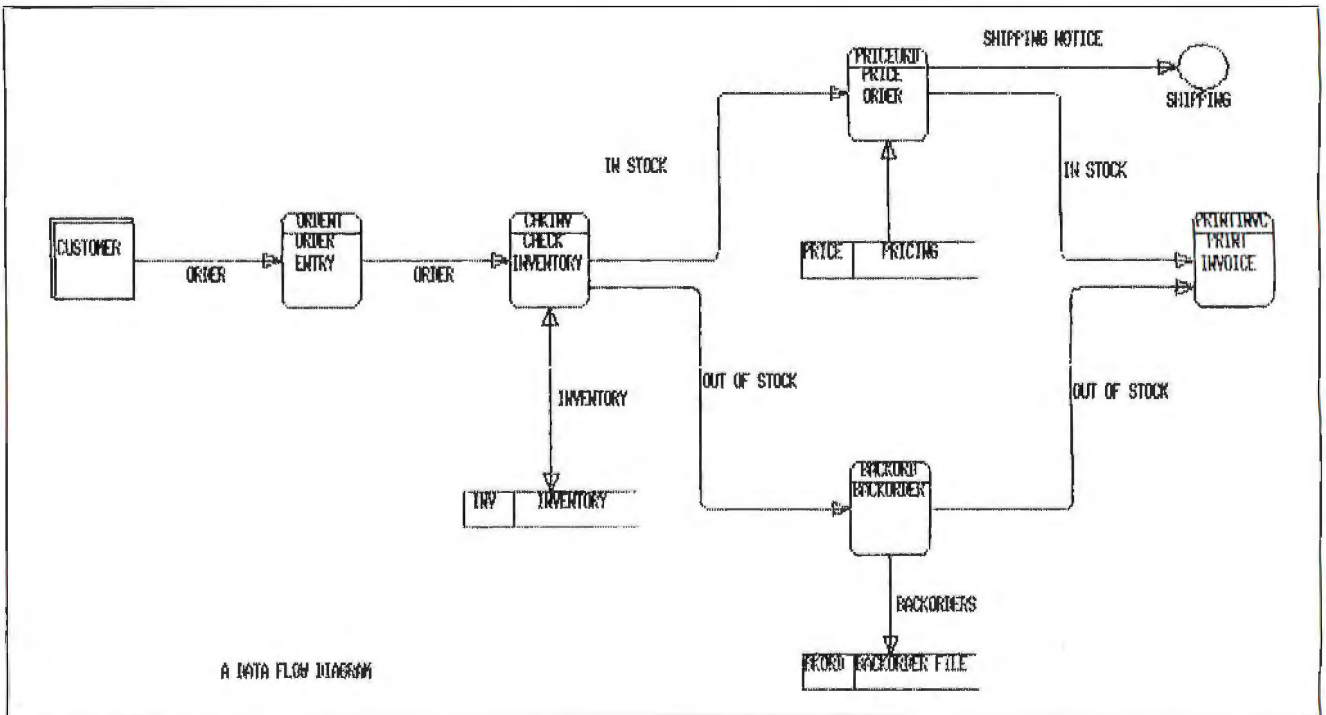 SHIPPING NOTICE
PRICEORD
PRICE
ORDER
SHIPPING
IN STOCK
IN STOCK
CUSTOMER
ORDER
ORDENT
ORDER
ENTRY
ORDER
CHKINV
CHECK
INVENTORY
PRICE PRICING
PRINTINVC
PRINT
INVOICE
INVENTORY
OUT OF STOCK
OUT OF STOCK
INV INVENTORY
BACKORD
BACKORDER
BACKORDERS
BKORD BACKORDER FILE
A DATA FLOW DIAGRAM